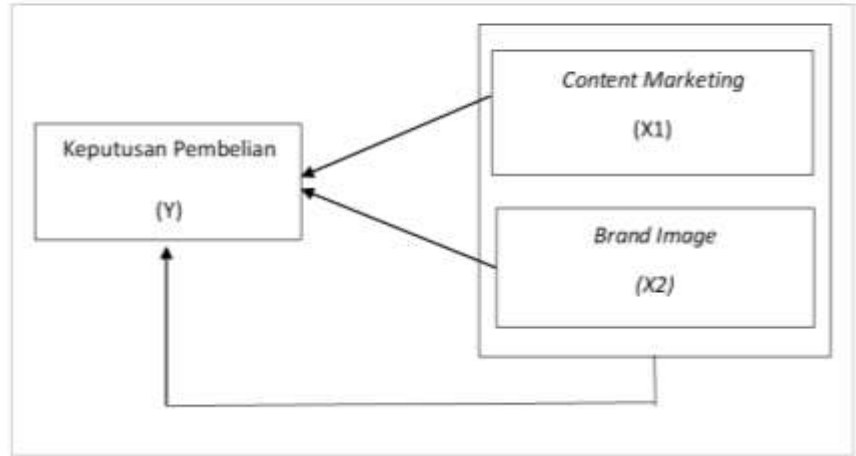 Keputusan Pembelian
(Y)
Content Marketing
(X1)
Brand Image
(X2)